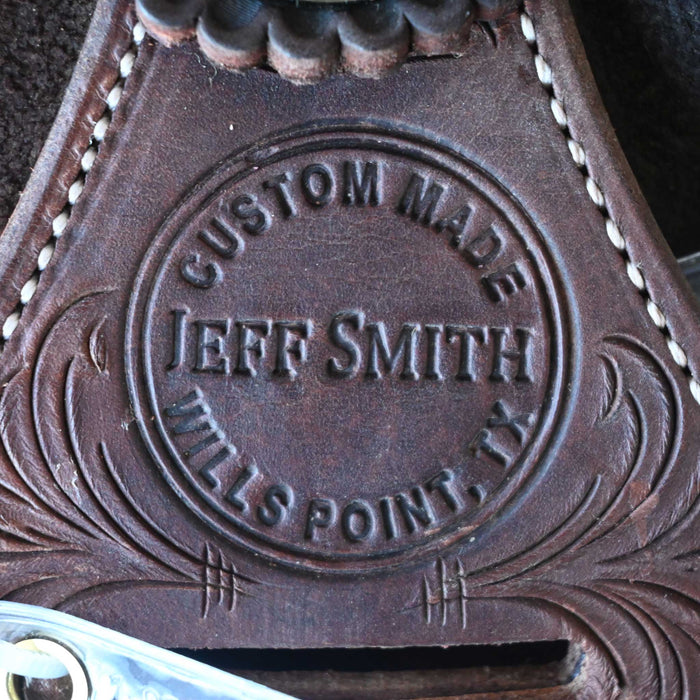 CUSTOM MADE
JEFF SMITH
WILLS POINT, TX